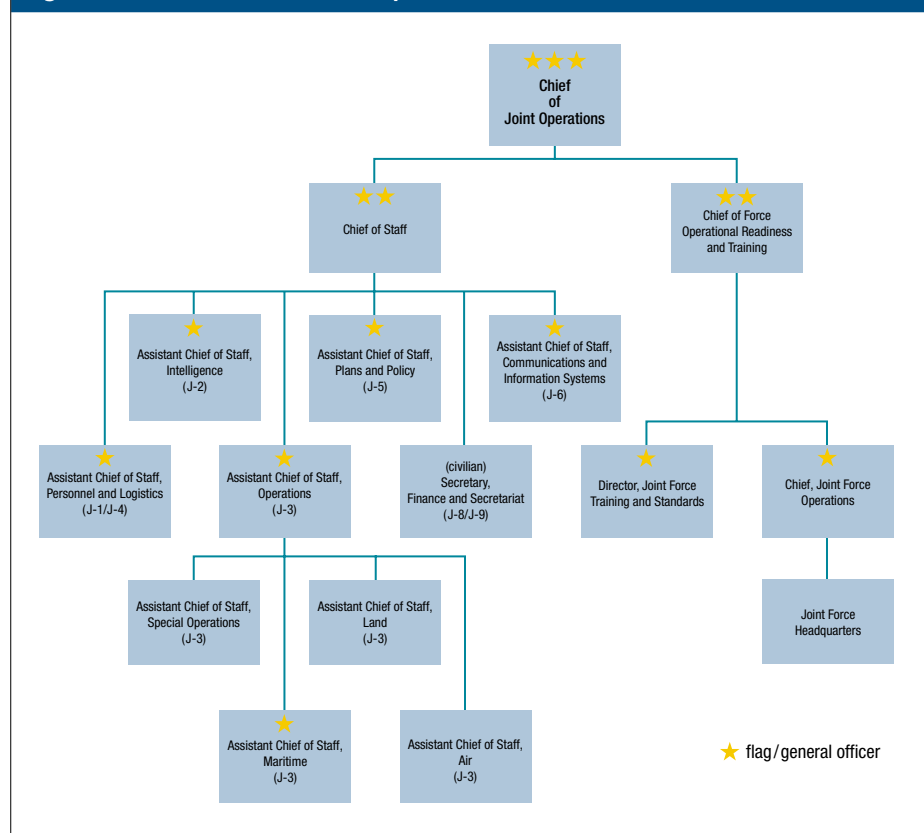 Chief
of
Joint Operations
Chief of Staff
Chief of Force
Operational Readiness
and Training
Assistant Chief of Staff,
Intelligence
(J-2)
Assistant Chief of Staff,
Plans and Policy
(J-5)
Assistant Chief of Staff,
Communications and
Information Systems
(J-6)
Assistant Chief of Staff,
Personnel and Logistics
(J-1/J-4)
Assistant Chief of Staff,
Operations
(J-3)
(civilian)
Secretary,
Finance and Secretariat
(J-8/J-9)
Director, Joint Force
Training and Standards
Chief, Joint Force
Operations
Assistant Chief of Staff,
Special Operations
(J-3)
Assistant Chief of Staff,
Land
(J-3)
Joint Force
Headquarters
Assistant Chief of Staff,
Maritime
(J-3)
Assistant Chief of Staff,
Air
(J-3)
flag/general officer